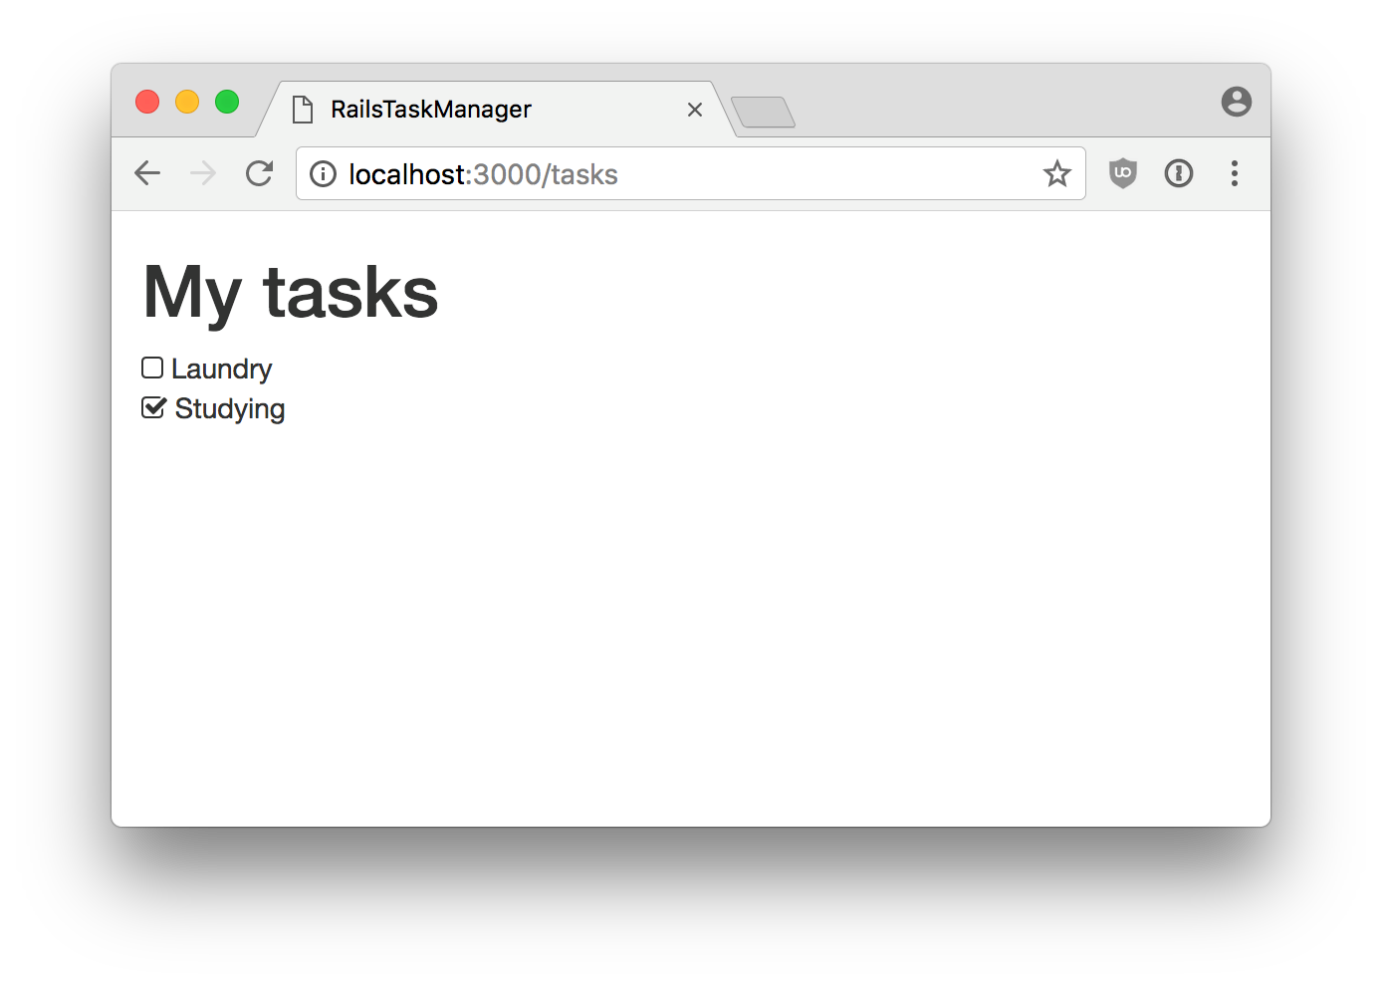 RailsTaskManager
localhost:3000/tasks
My tasks
Laundry
Studying